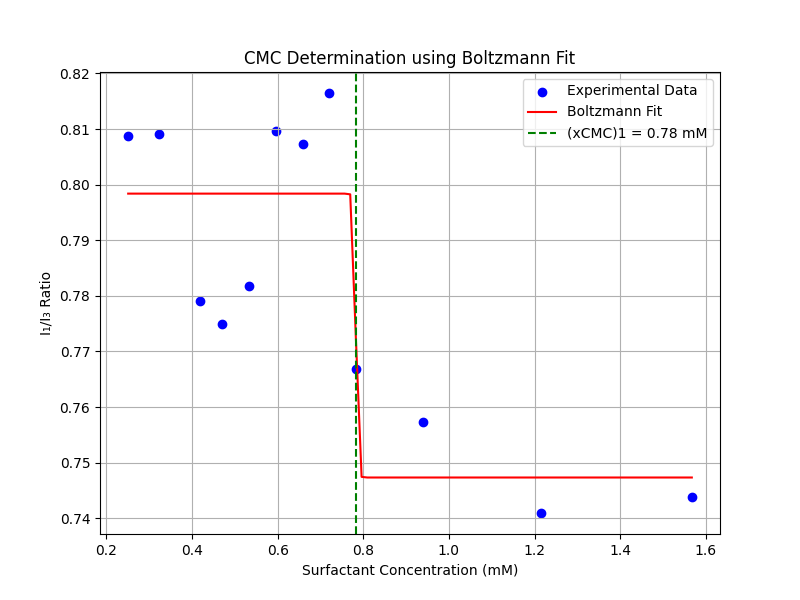 CMC Determination using Boltzmann Fit
Experimental Data
Boltzmann Fit
(xCMC)1 = 0.78 mM
I₁/I₃ Ratio
0.82
0.81
0.80
0.79
0.78
0.77
0.76
0.75
0.74
0.2 0.4 0.6 0.8 1.0 1.2 1.4 1.6
Surfactant Concentration (mM)